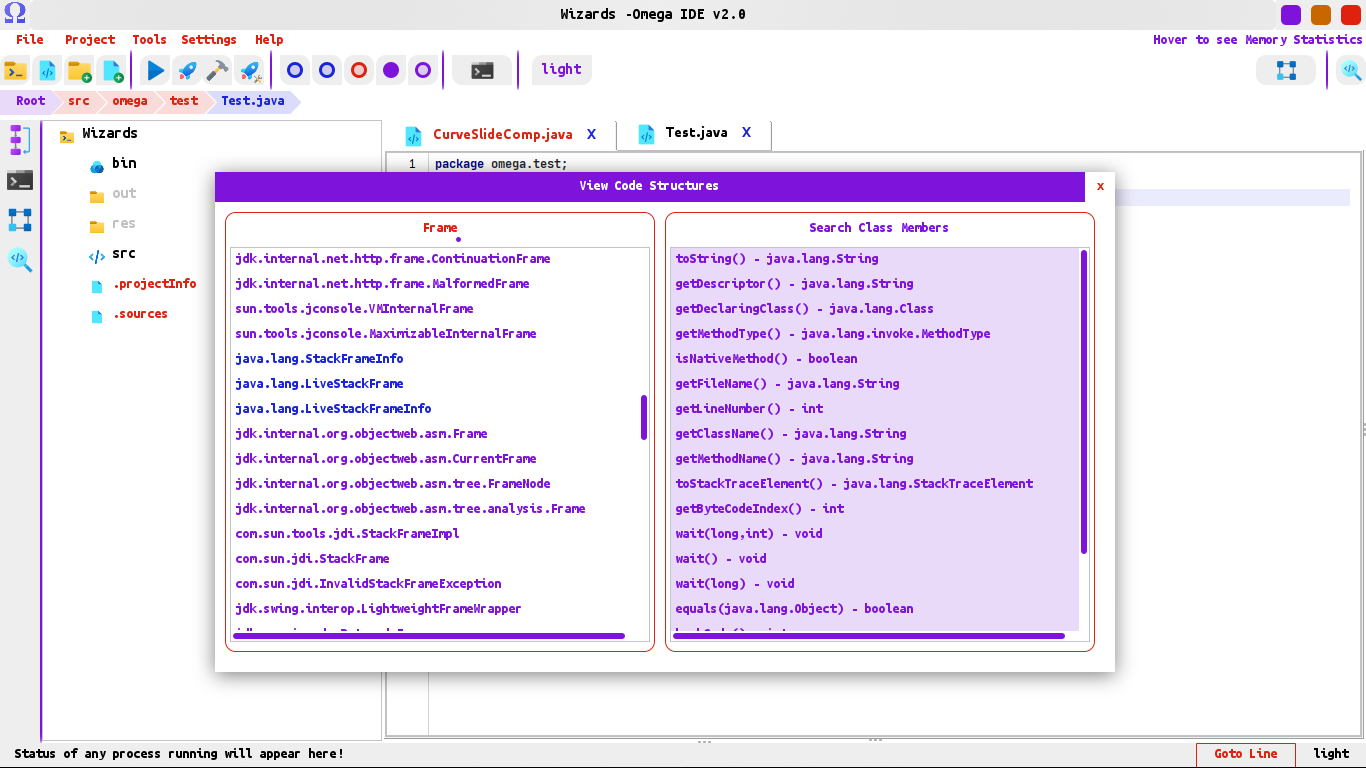 Wizards -Omega IDE v2.0
File Project Tools Settings Help
Hover to see Memory Statistics
light
Root src omega test Test.java
Wizards
bin
out
res
src
.projectInfo
.sources
CurveSlideComp.java X Test.java X
1 package omega.test;
View Code Structures x
Frame
jdk.internal.net.http.frame.ContinuationFrame
jdk.internal.net.http.frame.MalformedFrame
sun.tools.jconsole.VMInternalFrame
sun.tools.jconsole.MaximizableInternalFrame
java.lang.StackFrameInfo
java.lang.LiveStackFrame
java.lang.LiveStackFrameInfo
jdk.internal.org.objectweb.asm.Frame
jdk.internal.org.objectweb.asm.CurrentFrame
jdk.internal.org.objectweb.asm.tree.FrameNode
jdk.internal.org.objectweb.asm.tree.analysis.Frame
com.sun.tools.jdi.StackFrameImpl
com.sun.jdi.StackFrame
com.sun.jdi.InvalidStackFrameException
jdk.swing.interop.LightweightFrameWrapper
Search Class Members
toString() - java.lang.String
getDescriptor() - java.lang.String
getDeclaringClass() - java.lang.Class
getMethodType() - java.lang.invoke.MethodType
isNativeMethod() - boolean
getFileName() - java.lang.String
getLineNumber() - int
getClassName() - java.lang.String
getMethodName() - java.lang.String
toStackTraceElement() - java.lang.StackTraceElement
getByteCodeIndex() - int
wait(long,int) - void
wait() - void
wait(long) - void
equals(java.lang.Object) - boolean
Status of any process running will appear here!
Goto Line light